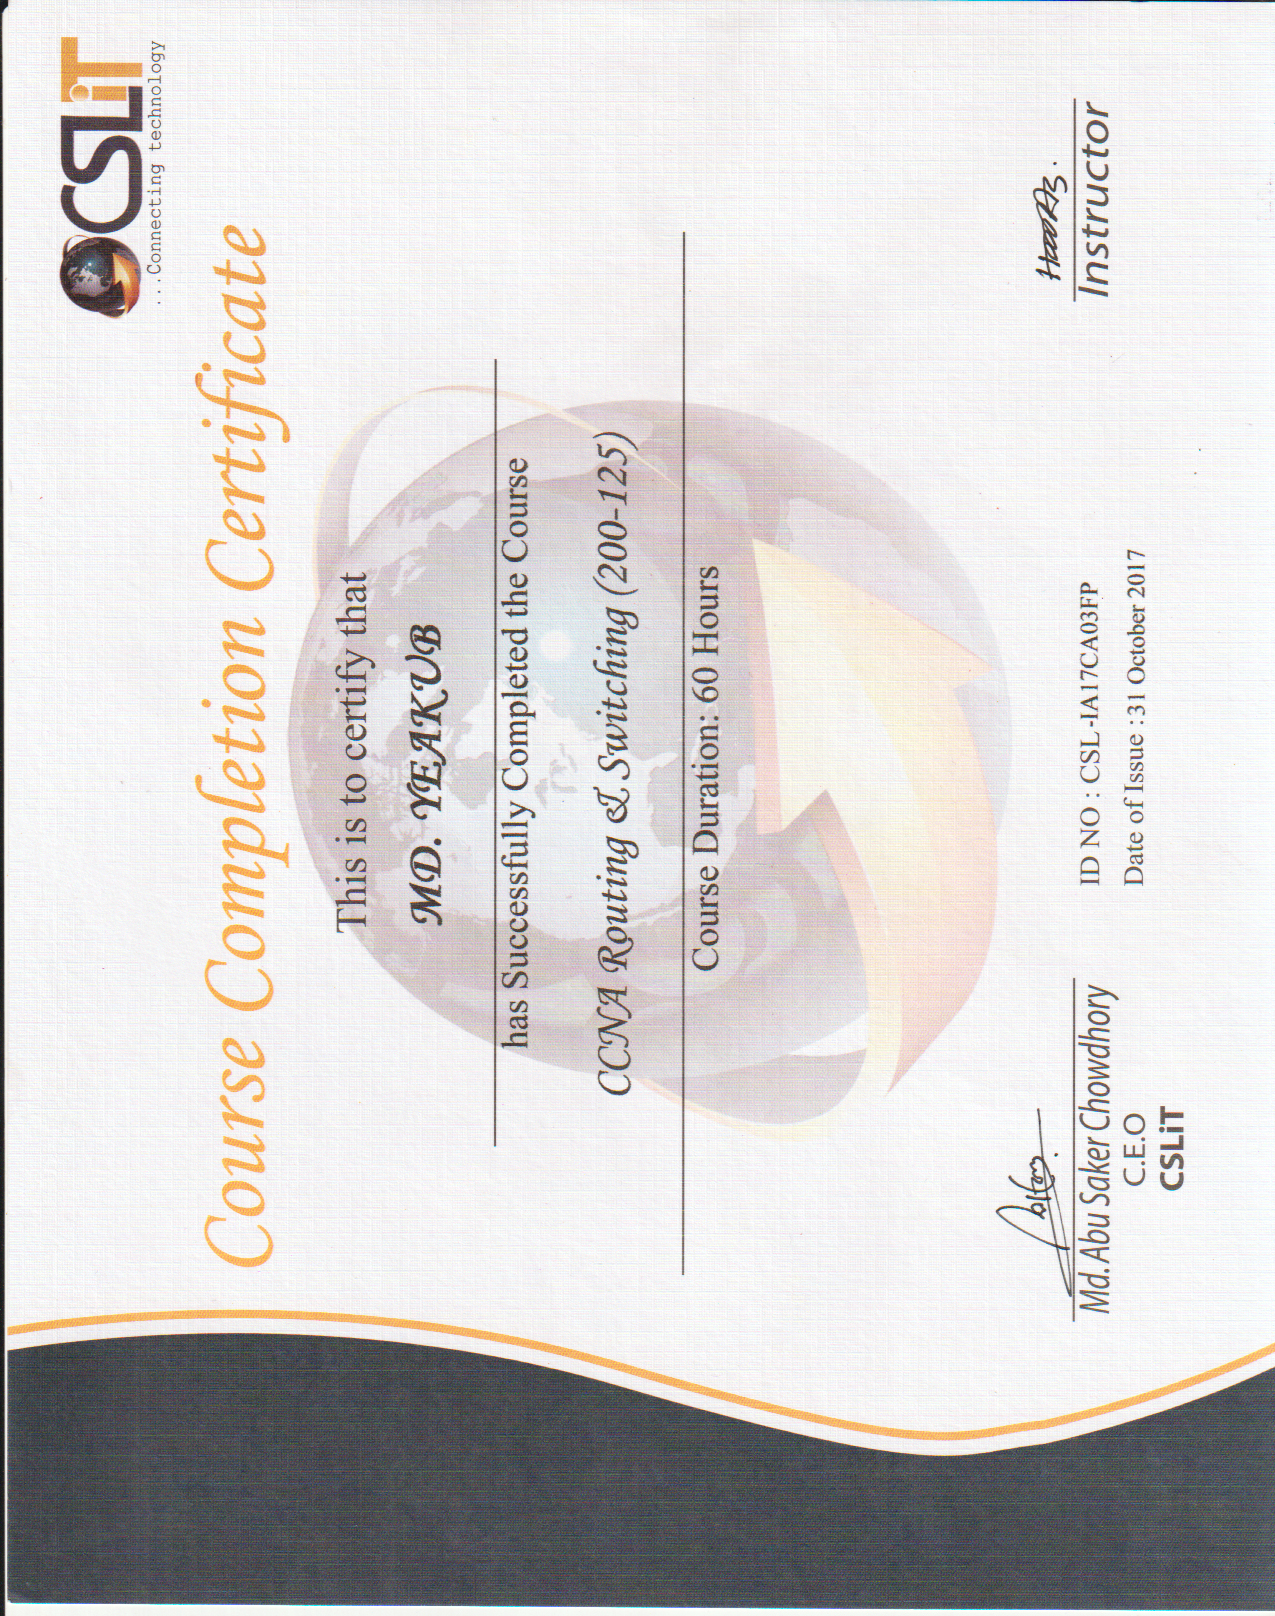 CSLiT
...Connecting technology
Course Completion Certificate
This is to certify that
MD. YEAKUB
has Successfully Completed the Course
CCNA Routing & Switching (200-125)
Course Duration: 60 Hours
Md. Abu Saker Chowdhory
C.E.O
CSLiT
ID NO : CSL-IA17CA03FP
Date of Issue : 31 October 2017
Instructor